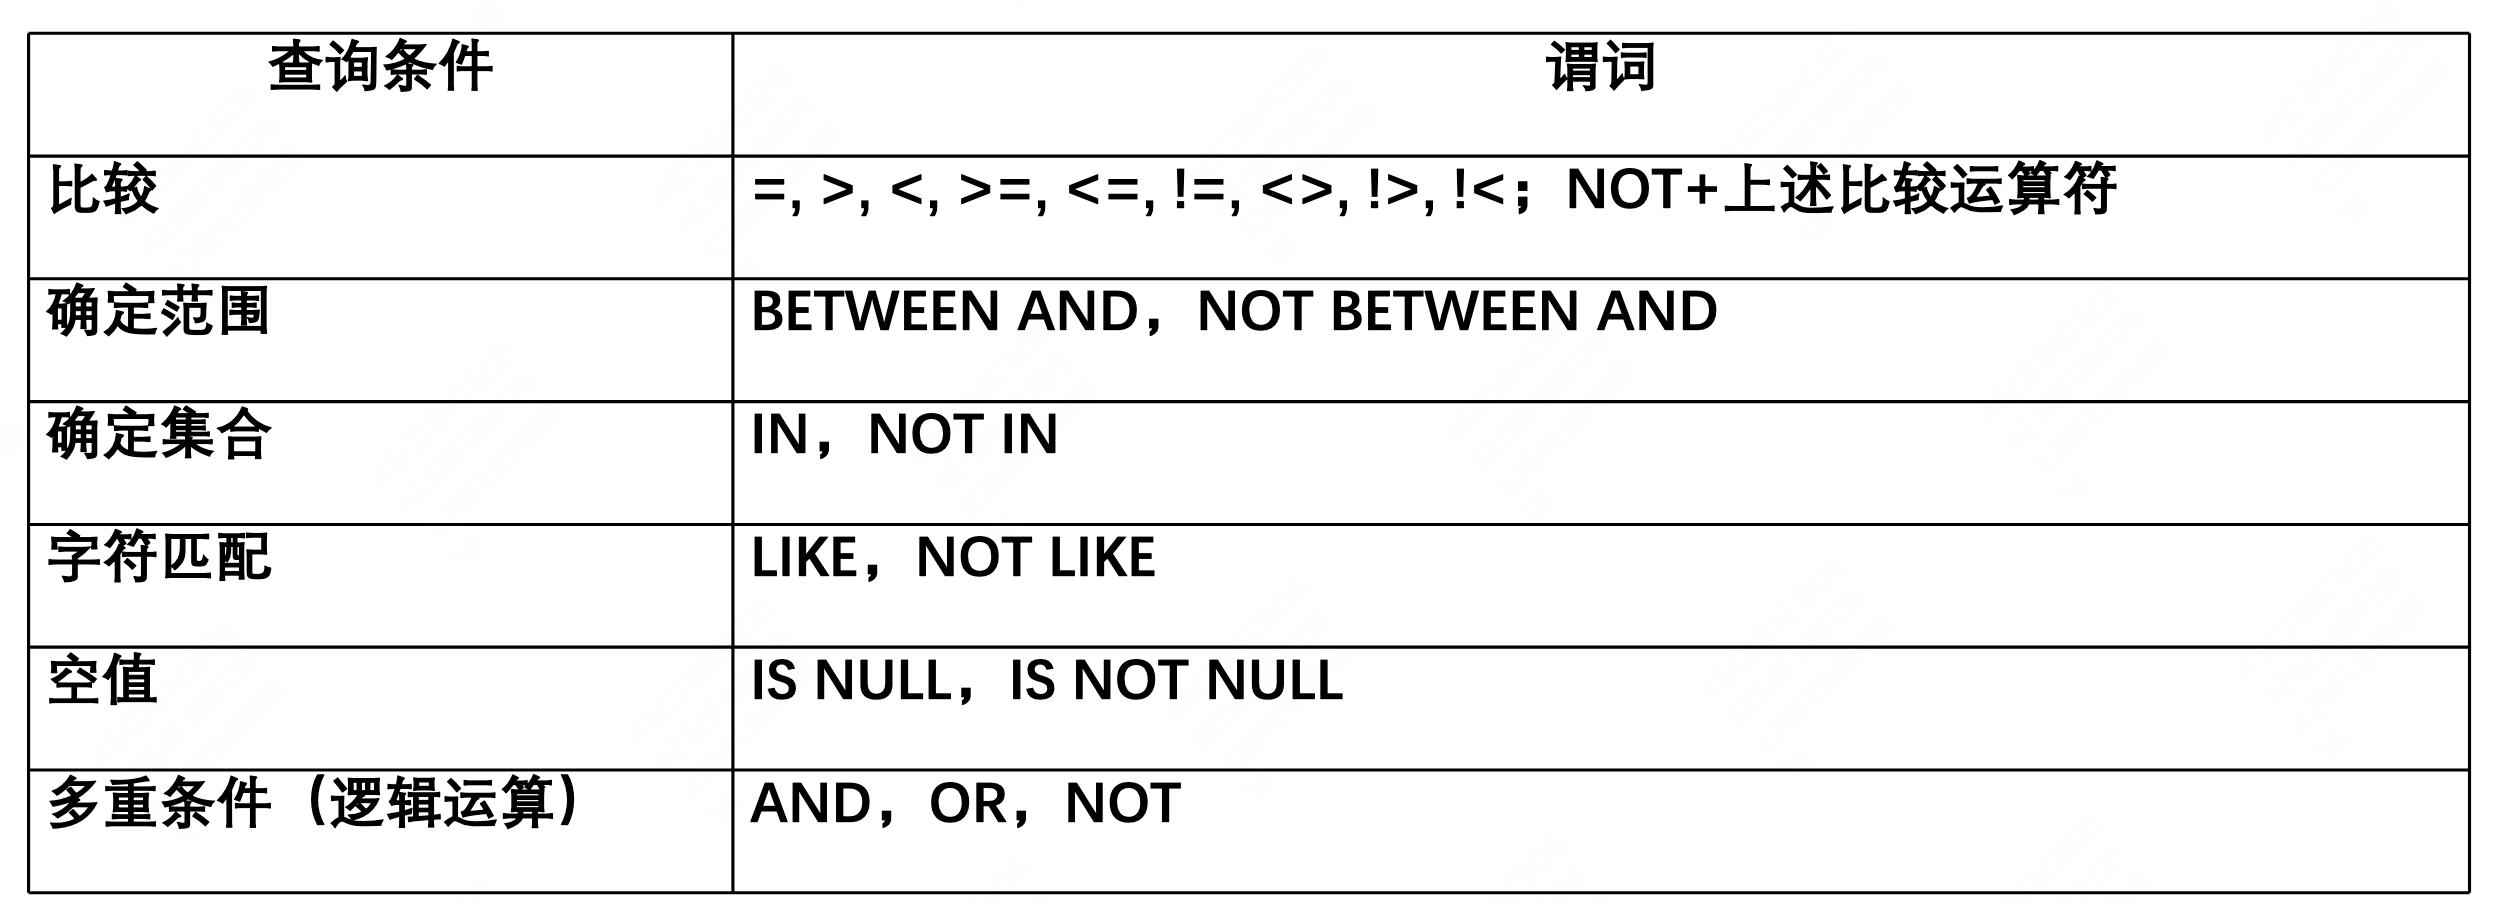 查询条件 谓词
比较 =, >, <, >=, <=, !=, <>, !>, !<；NOT+上述比较运算符
确定范围 BETWEEN AND，NOT BETWEEN AND
确定集合 IN，NOT IN
字符匹配 LIKE，NOT LIKE
空值 IS NULL，IS NOT NULL
多重条件（逻辑运算） AND，OR，NOT